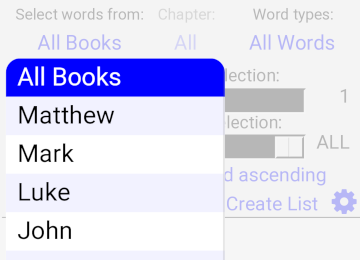 Select words from: Chapter: Word types:
All Books All All Words
All Books
Matthew
Mark
Luke
John
lection:
1
lection:
ALL
d ascending
Create List